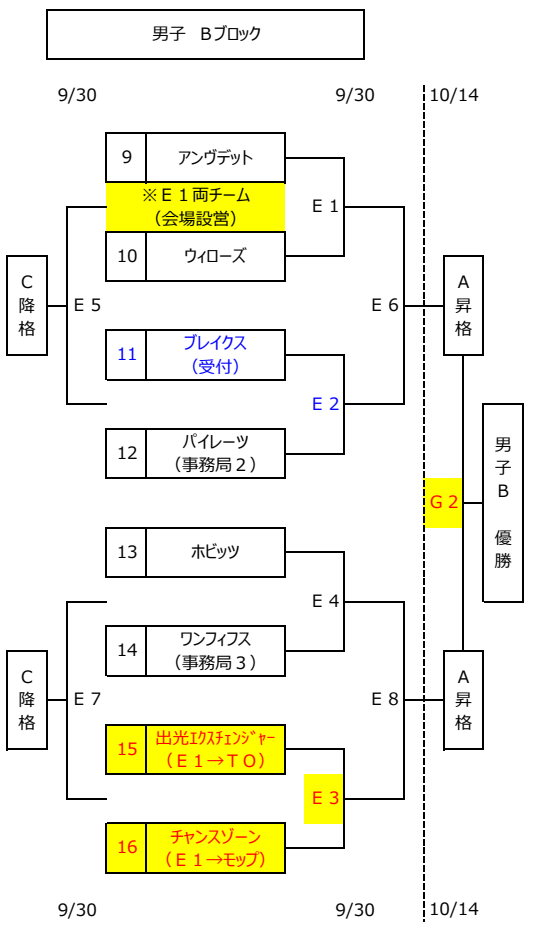 男子 Bブロック
9/30
9/30
10/14
9
アンヴデット
※Ｅ１両チーム
（会場設営）
Ｅ１
10
ウィローズ
C
降
格
Ｅ５
Ｅ６
A
昇
格
11
ブレイクス
（受付）
Ｅ２
12
パイレーツ
（事務局２）
男
子
B
優
勝
Ｇ２
13
ホビッツ
Ｅ４
14
ワンフィフス
（事務局３）
C
降
格
Ｅ７
Ｅ８
A
昇
格
15
出光ｴｸｽﾁｪﾝｼﾞｬｰ
（Ｅ１→ＴＯ）
Ｅ３
16
チャンスゾーン
（Ｅ１→ﾓｯﾌﾟ）
9/30
9/30
10/14